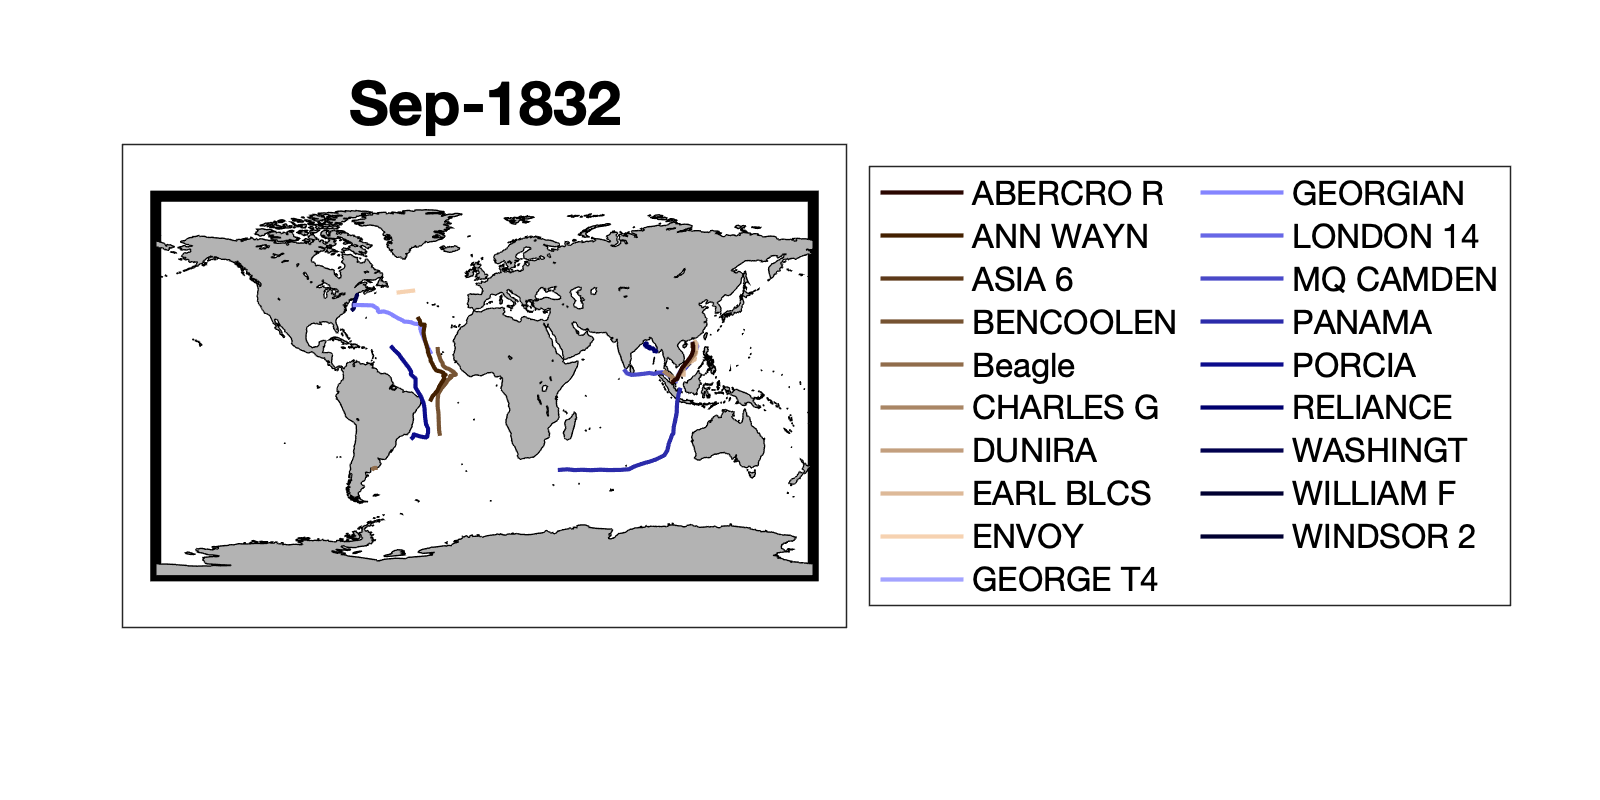 Sep-1832
ABERCRO R
ANN WAYN
ASIA 6
BENCOOLEN
Beagle
CHARLES G
DUNIRA
EARL BLCS
ENVOY
GEORGE T4
GEORGIAN
LONDON 14
MQ CAMDEN
PANAMA
PORCIA
RELIANCE
WASHINGT
WILLIAM F
WINDSOR 2